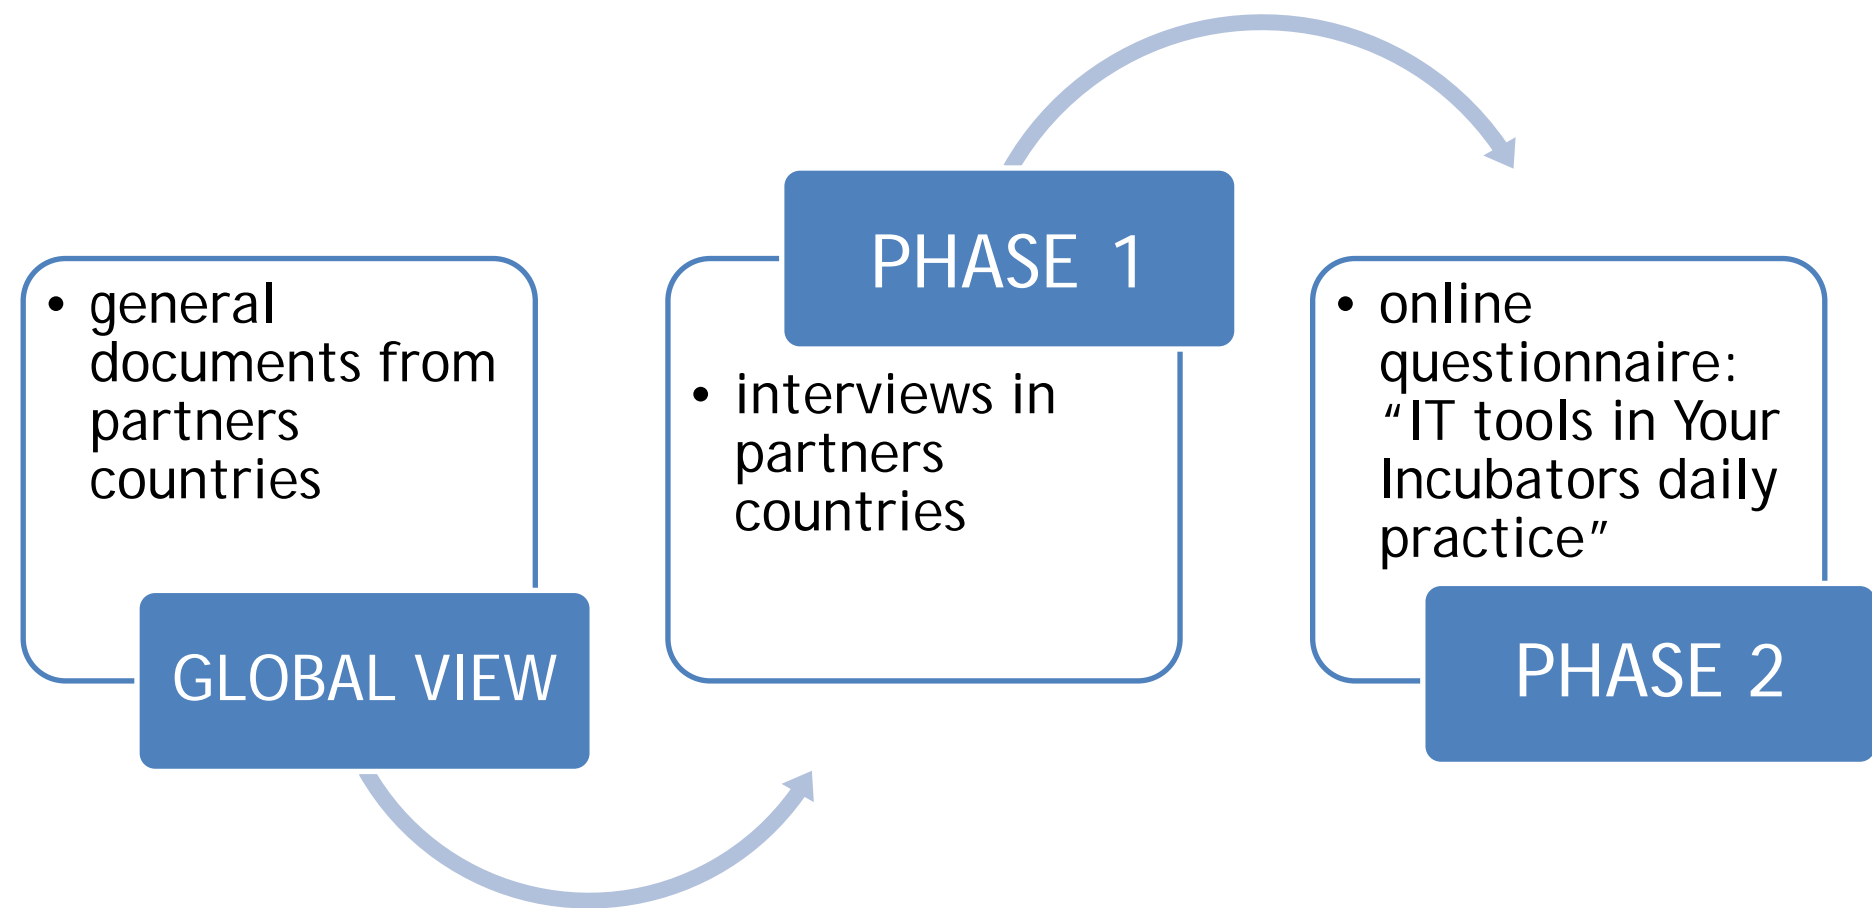 • general
documents from
partners
countries
GLOBAL VIEW
PHASE 1
• interviews in
partners
countries
• online
questionnaire:
“IT tools in Your
Incubators daily
practice”
PHASE 2